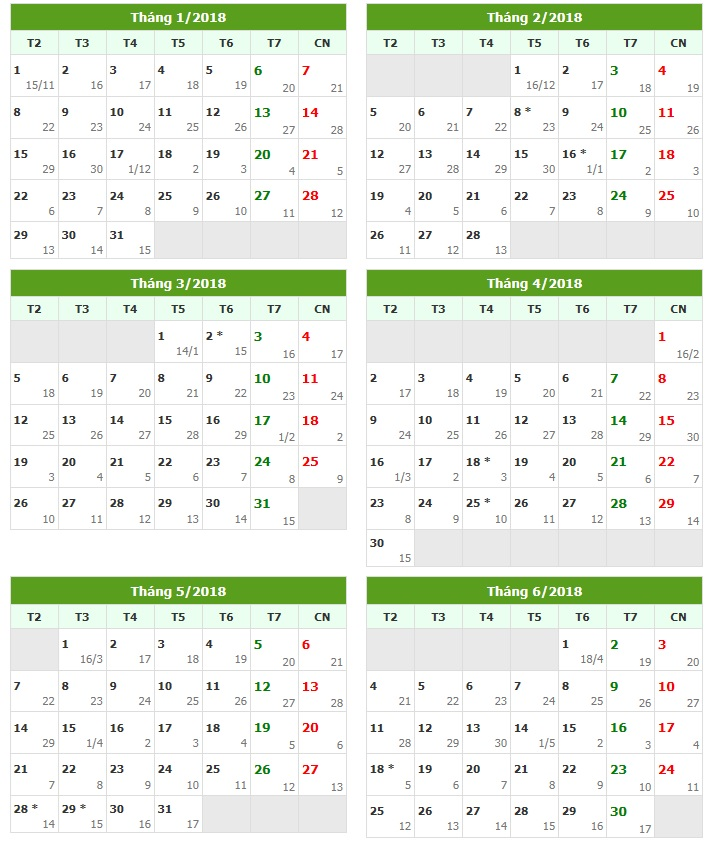 Tháng 1/2018
T2 T3 T4 T5 T6 T7 CN
1 2 3 4 5 6 7
15/11 16 17 18 19 20 21
8 9 10 11 12 13 14
22 23 24 25 26 27 28
15 16 17 18 19 20 21
29 30 1/12 2 3 4 5
22 23 24 25 26 27 28
6 7 8 9 10 11 12
29 30 31
13 14 15
Tháng 2/2018
T2 T3 T4 T5 T6 T7 CN
1 2 3 4
16/12 17 18 19
5 6 7 8 * 9 10 11
20 21 22 23 24 25 26
12 13 14 15 16 * 17 18
27 28 29 30 1/1 2 3
19 20 21 22 23 24 25
4 5 6 7 8 9 10
26 27 28
11 12 13
Tháng 3/2018
T2 T3 T4 T5 T6 T7 CN
1 2 * 3 4
14/1 15 16 17
5 6 7 8 9 10 11
18 19 20 21 22 23 24
12 13 14 15 16 17 18
25 26 27 28 29 1/2 2
19 20 21 22 23 24 25
3 4 5 6 7 8 9
26 27 28 29 30 31
10 11 12 13 14 15
Tháng 4/2018
T2 T3 T4 T5 T6 T7 CN
1
16/2
2 3 4 5 6 7 8
17 18 19 20 21 22 23
9 10 11 12 13 14 15
24 25 26 27 28 29 30
16 17 18 * 19 20 21 22
1/3 2 3 4 5 6 7
23 24 25 * 26 27 28 29
8 9 10 11 12 13 14
30
15
Tháng 5/2018
T2 T3 T4 T5 T6 T7 CN
1 2 3 4 5 6
16/3 17 18 19 20 21
7 8 9 10 11 12 13
22 23 24 25 26 27 28
14 15 16 17 18 19 20
29 1/4 2 3 4 5 6
21 22 23 24 25 26 27
7 8 9 10 11 12 13
28 * 29 * 30 31
14 15 16 17
Tháng 6/2018
T2 T3 T4 T5 T6 T7 CN
1 2 3
18/4 19 20
4 5 6 7 8 9 10
21 22 23 24 25 26 27
11 12 13 14 15 16 17
28 29 30 1/5 2 3 4
18 * 19 20 21 22 23 24
5 6 7 8 9 10 11
25 26 27 28 29 30
12 13 14 15 16 17